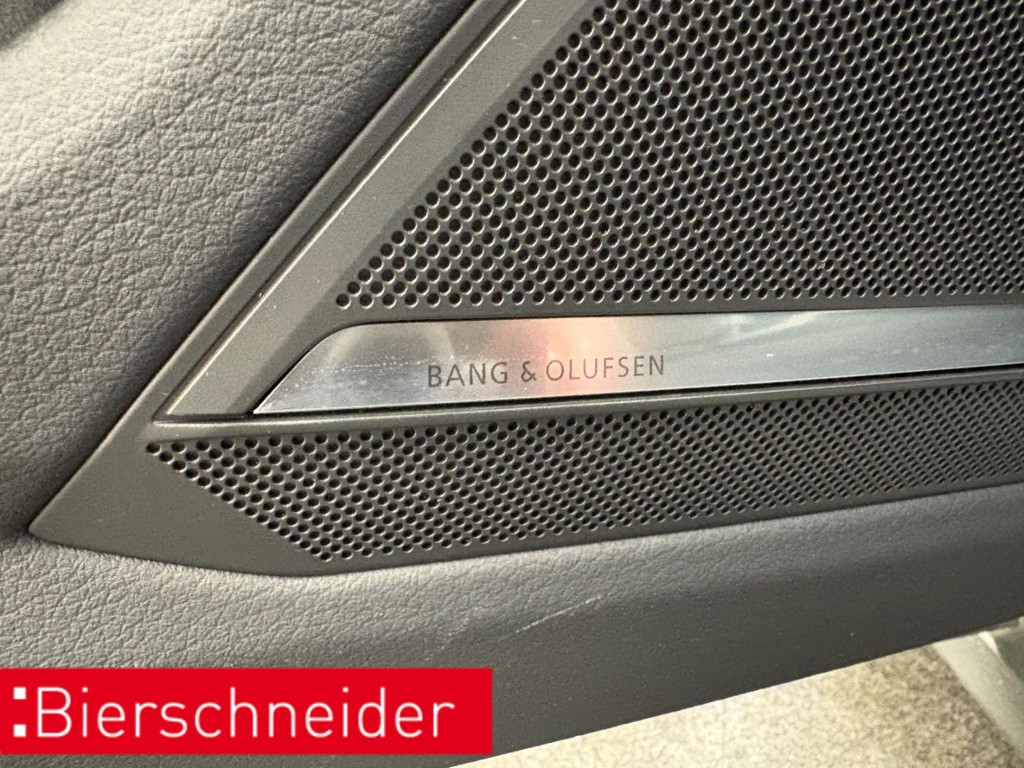 BANG & OLUFSEN
:Bierschneider